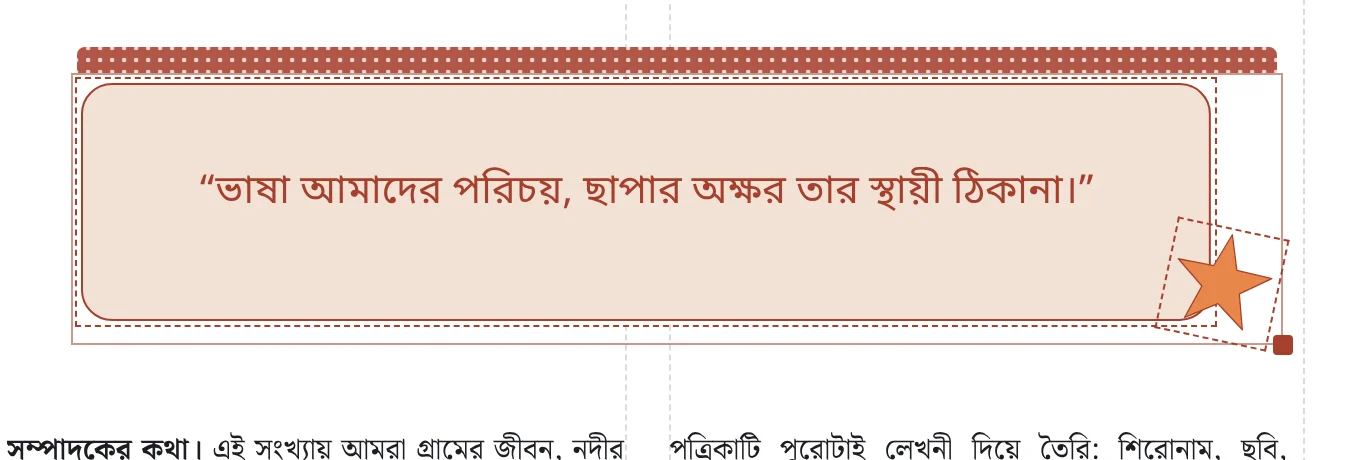 “ভাষা আমাদের পরিচয়, ছাপার অক্ষর তার স্থায়ী ঠিকানা।”
সম্পাদকের কথা। এই সংখ্যায় আমরা গ্রামের জীবন, নদীর
পত্রিকাটি পুরোটাই লেখনী দিয়ে তৈরি: শিরোনাম, ছবি,